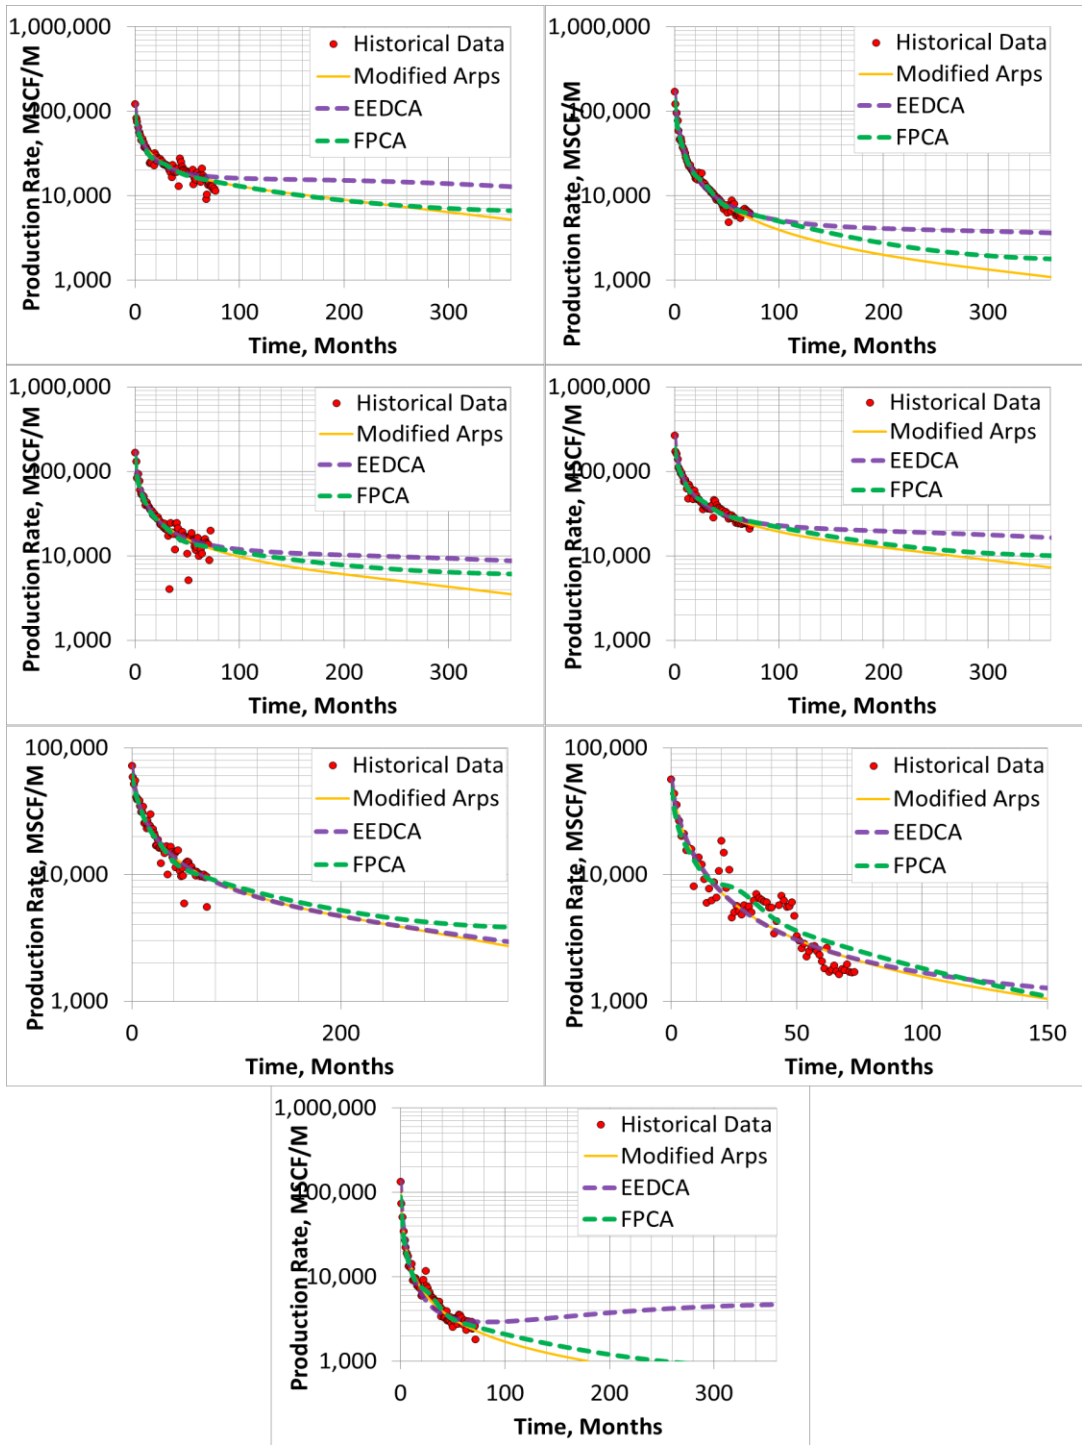 1,000,000
100,000
10,000
1,000
Production Rate, MSCF/M
Historical Data
Modified Arps
EEDCA
FPCA
0 100 200 300
Time, Months
1,000,000
100,000
10,000
1,000
Production Rate, MSCF/M
Historical Data
Modified Arps
EEDCA
FPCA
0 100 200 300
Time, Months
1,000,000
100,000
10,000
1,000
Production Rate, MSCF/M
Historical Data
Modified Arps
EEDCA
FPCA
0 100 200 300
Time, Months
1,000,000
100,000
10,000
1,000
Production Rate, MSCF/M
Historical Data
Modified Arps
EEDCA
FPCA
0 100 200 300
Time, Months
100,000
10,000
1,000
Production Rate, MSCF/M
Historical Data
Modified Arps
EEDCA
FPCA
0 200
Time, Months
100,000
10,000
1,000
Production Rate, MSCF/M
Historical Data
Modified Arps
EEDCA
FPCA
0 50 100 150
Time, Months
1,000,000
100,000
10,000
1,000
Production Rate, MSCF/M
Historical Data
Modified Arps
EEDCA
FPCA
0 100 200 300
Time, Months